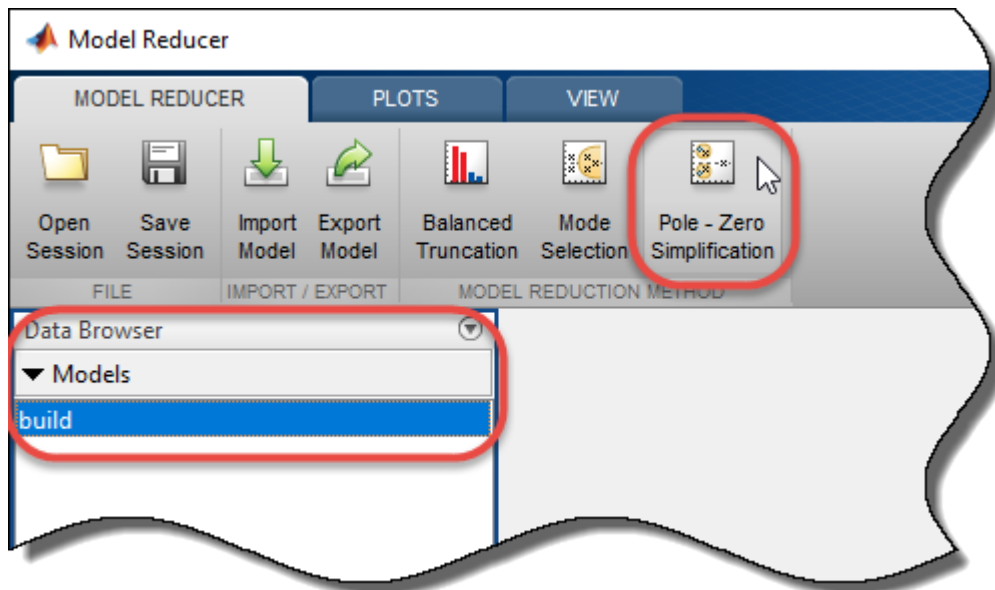 Model Reducer
MODEL REDUCER PLOTS VIEW
Open Session
Save Session
Import Model
Export Model
Balanced Truncation
Mode Selection
Pole - Zero Simplification
FILE IMPORT / EXPORT MODEL REDUCTION METHOD
Data Browser
Models
build